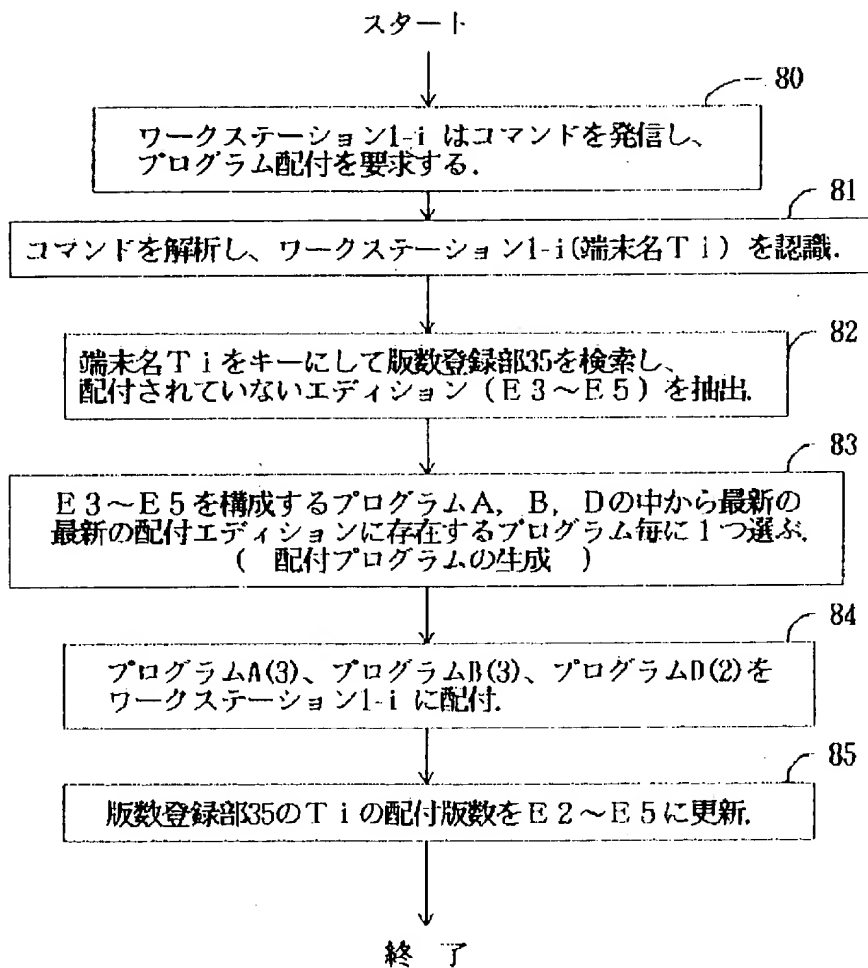 スタート
80
ワークステーション1-i はコマンドを発信し、
プログラム配付を要求する.
81
コマンドを解析し、ワークステーション1-i(端末名Ti) を認識.
82
端末名Tiをキーにして版数登録部35を検索し、
配付されていないエディション(E3~E5)を抽出.
83
E3~E5を構成するプログラムA, B, Dの中から最新の
最新の配付エディションに存在するプログラム毎に1つ選ぶ.
( 配付プログラムの生成 )
84
プログラムA(3)、プログラムB(3)、プログラムD(2)を
ワークステーション1-i に配付.
85
版数登録部35のTiの配付版数をE2~E5に更新.
終 了